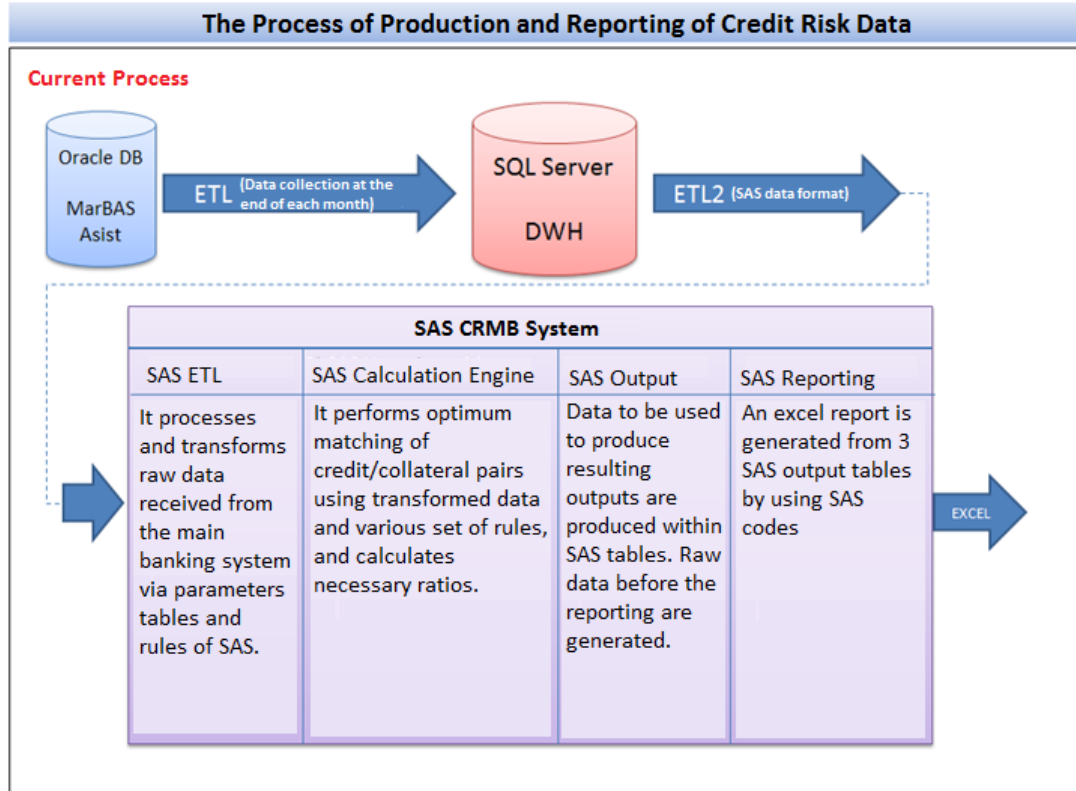 The Process of Production and Reporting of Credit Risk Data
Current Process
Oracle DB
MarBAS
Asist
ETL (Data collection at the
end of each month)
SQL Server
DWH
ETL2 (SAS data format)
SAS CRMB System
SAS ETL
It processes
and transforms
raw data
received from
the main
banking system
via parameters
tables and
rules of SAS.
SAS Calculation Engine
It performs optimum
matching of
credit/collateral pairs
using transformed data
and various set of rules,
and calculates
necessary ratios.
SAS Output
Data to be used
to produce
resulting
outputs are
produced within
SAS tables. Raw
data before the
reporting are
generated.
SAS Reporting
An excel report is
generated from 3
SAS output tables
by using SAS
codes
EXCEL